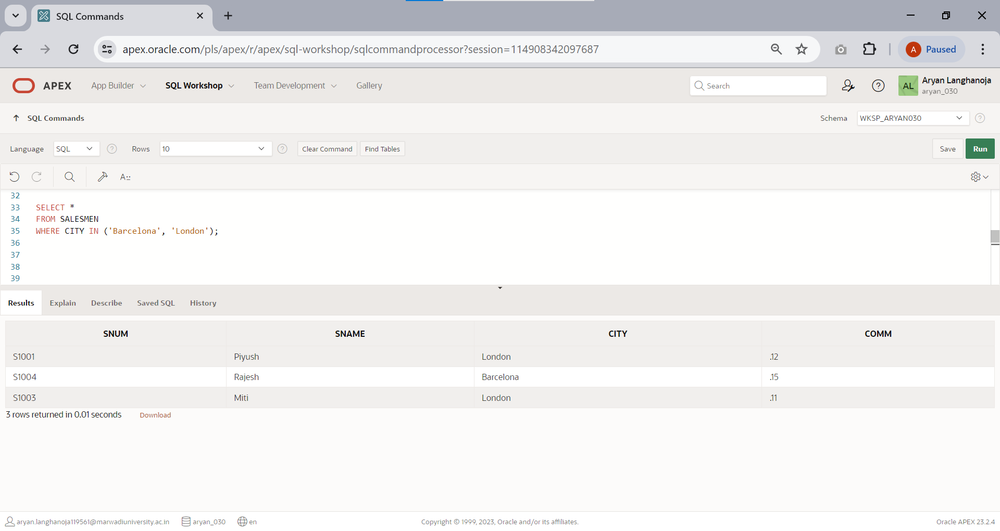 SQL Commands
apex.oracle.com/pls/apex/r/apex/sql-workshop/sqlcommandprocessor?session=114908342097687
A Paused
APEX App Builder SQL Workshop Team Development Gallery Search AL Aryan Langhanoja
aryan_030
SQL Commands Schema WKSP_ARYAN030
Language SQL Rows 10 Clear Command Find Tables Save Run
A
32
33 SELECT *
34 FROM SALESMEN
35 WHERE CITY IN ('Barcelona', 'London');
36
37
38
39
Results Explain Describe Saved SQL History
SNUM SNAME CITY COMM
S1001 Piyush London .12
S1004 Rajesh Barcelona .15
S1003 Miti London .11
3 rows returned in 0.01 seconds Download
aryan.langhanoja119561@marwadiuniversity.ac.in aryan_030 en Copyright © 1999, 2023, Oracle and/or its affiliates. Oracle APEX 23.2.4